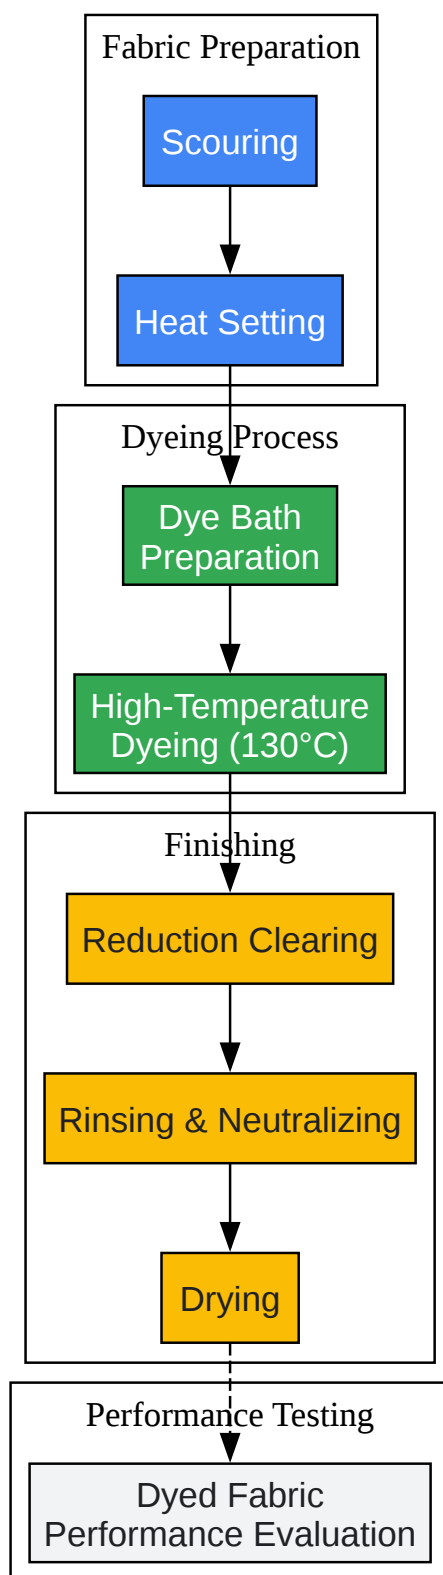 Fabric Preparation
Scouring
Heat Setting
Dyeing Process
Dye Bath
Preparation
High-Temperature
Dyeing (130°C)
Finishing
Reduction Clearing
Rinsing & Neutralizing
Drying
Performance Testing
Dyed Fabric
Performance Evaluation